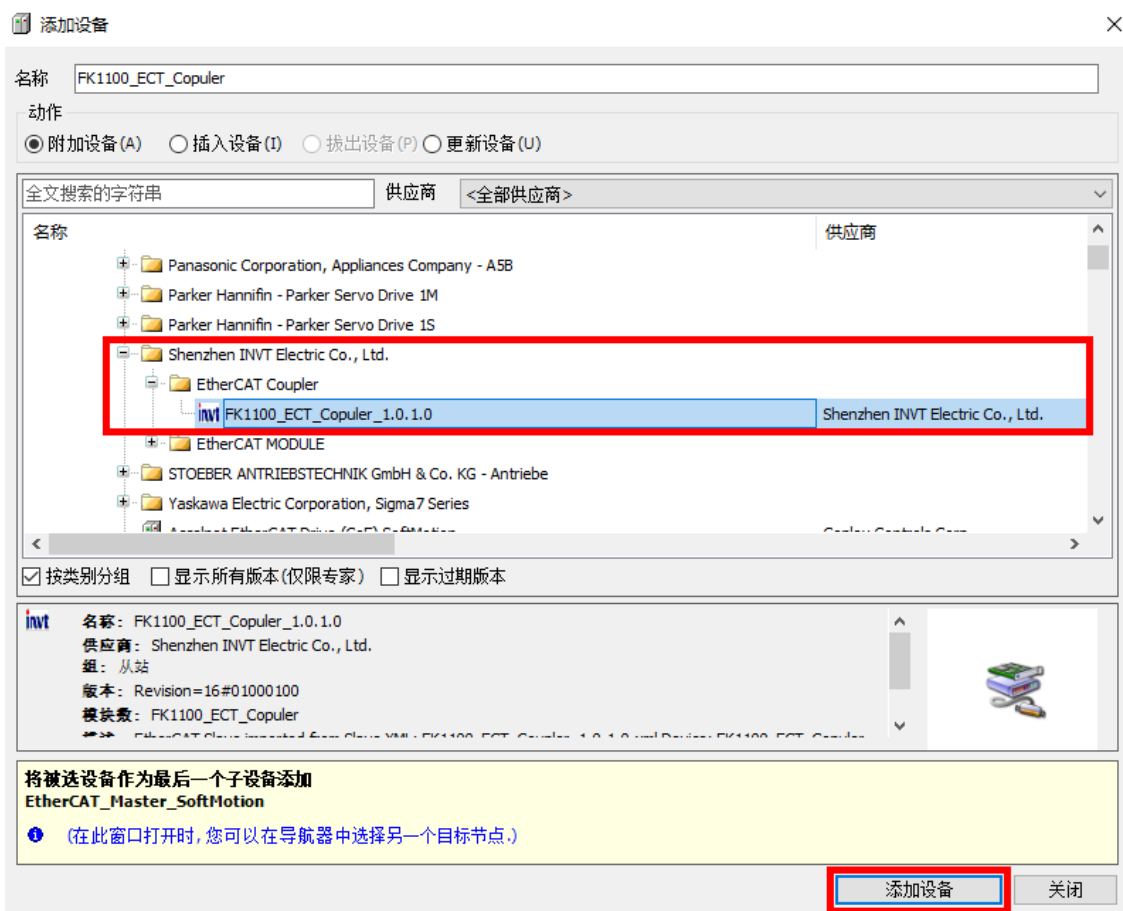 添加设备
名称 FK1100_ECT_Copuler
动作
附加设备(A) 插入设备(I) 拔出设备(P) 更新设备(U)
全文搜索的字符串 供应商 <全部供应商>
名称 供应商
Panasonic Corporation, Appliances Company - A5B
Parker Hannifin - Parker Servo Drive 1M
Parker Hannifin - Parker Servo Drive 1S
Shenzhen INVT Electric Co., Ltd.
EtherCAT Coupler
invt FK1100_ECT_Copuler_1.0.1.0 Shenzhen INVT Electric Co., Ltd.
EtherCAT MODULE
STOEBER ANTRIEBSTECHNIK GmbH & Co. KG - Antriebe
Yaskawa Electric Corporation, Sigma7 Series
按类别分组 显示所有版本(仅限专家) 显示过期版本
invt 名称: FK1100_ECT_Copuler_1.0.1.0
供应商: Shenzhen INVT Electric Co., Ltd.
组: 从站
版本: Revision=16#01000100
模块数: FK1100_ECT_Copuler
将被选设备作为最后一个子设备添加
EtherCAT_Master_SoftMotion
(在此窗口打开时,您可以在导航器中选择另一个目标节点.)
添加设备 关闭